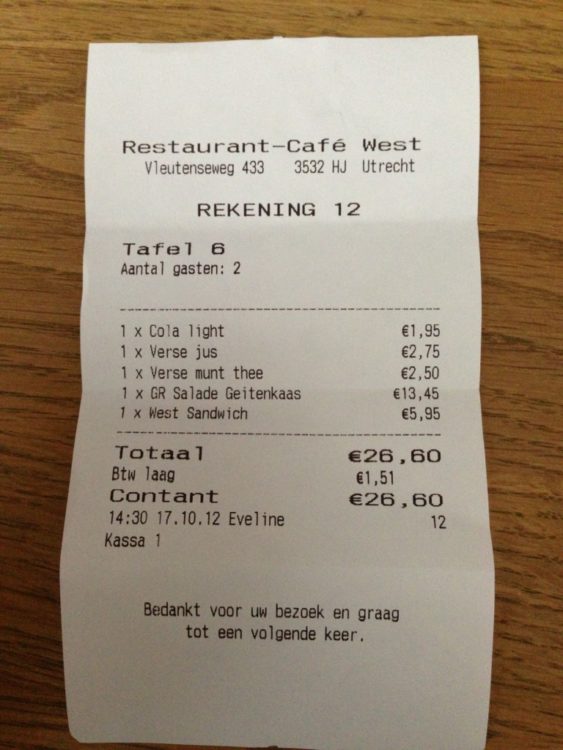 Restaurant-Café West
Vleutenseweg 433 3532 HJ Utrecht
REKENING 12
Tafel 6
Aantal gasten: 2
1 x Cola light €1,95
1 x Verse jus €2,75
1 x Verse munt thee €2,50
1 x GR Salade Geitenkaas €13,45
1 x West Sandwich €5,95
Totaal €26,60
Btw laag €1,51
Contant €26,60
14:30 17.10.12 Eveline 12
Kassa 1
Bedankt voor uw bezoek en graag
tot een volgende keer.